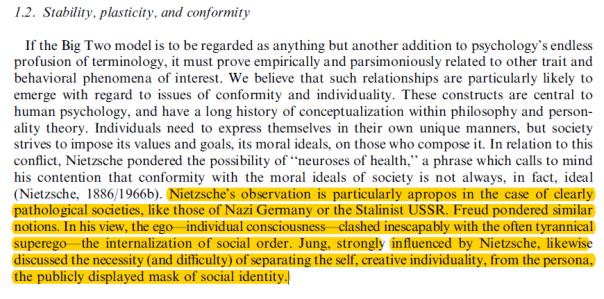 1.2. Stability, plasticity, and conformity
If the Big Two model is to be regarded as anything but another addition to psychology's endless
profusion of terminology, it must prove empirically and parsimoniously related to other trait and
behavioral phenomena of interest. We believe that such relationships are particularly likely to
emerge with regard to issues of conformity and individuality. These constructs are central to
human psychology, and have a long history of conceptualization within philosophy and person-
ality theory. Individuals need to express themselves in their own unique manners, but society
strives to impose its values and goals, its moral ideals, on those who compose it. In relation to this
conflict, Nietzsche pondered the possibility of "neuroses of health," a phrase which calls to mind
his contention that conformity with the moral ideals of society is not always, in fact, ideal
(Nietzsche, 1886/1966b). Nietzsche's observation is particularly apropos in the case of clearly
pathological societies, like those of Nazi Germany or the Stalinist USSR. Freud pondered similar
notions. In his view, the ego—individual consciousness—clashed inescapably with the often tyrannical
superego—the internalization of social order. Jung, strongly influenced by Nietzsche, likewise
discussed the necessity (and difficulty) of separating the self, creative individuality, from the persona,
the publicly displayed mask of social identity.